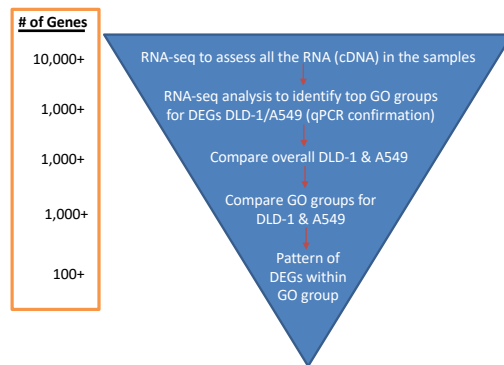 # of Genes
10,000+
RNA-seq to assess all the RNA (cDNA) in the samples
1,000+
RNA-seq analysis to identify top GO groups
for DEGs DLD-1/A549 (qPCR confirmation)
1,000+
Compare overall DLD-1 & A549
1,000+
Compare GO groups for
DLD-1 & A549
100+
Pattern of
DEGs within
GO group